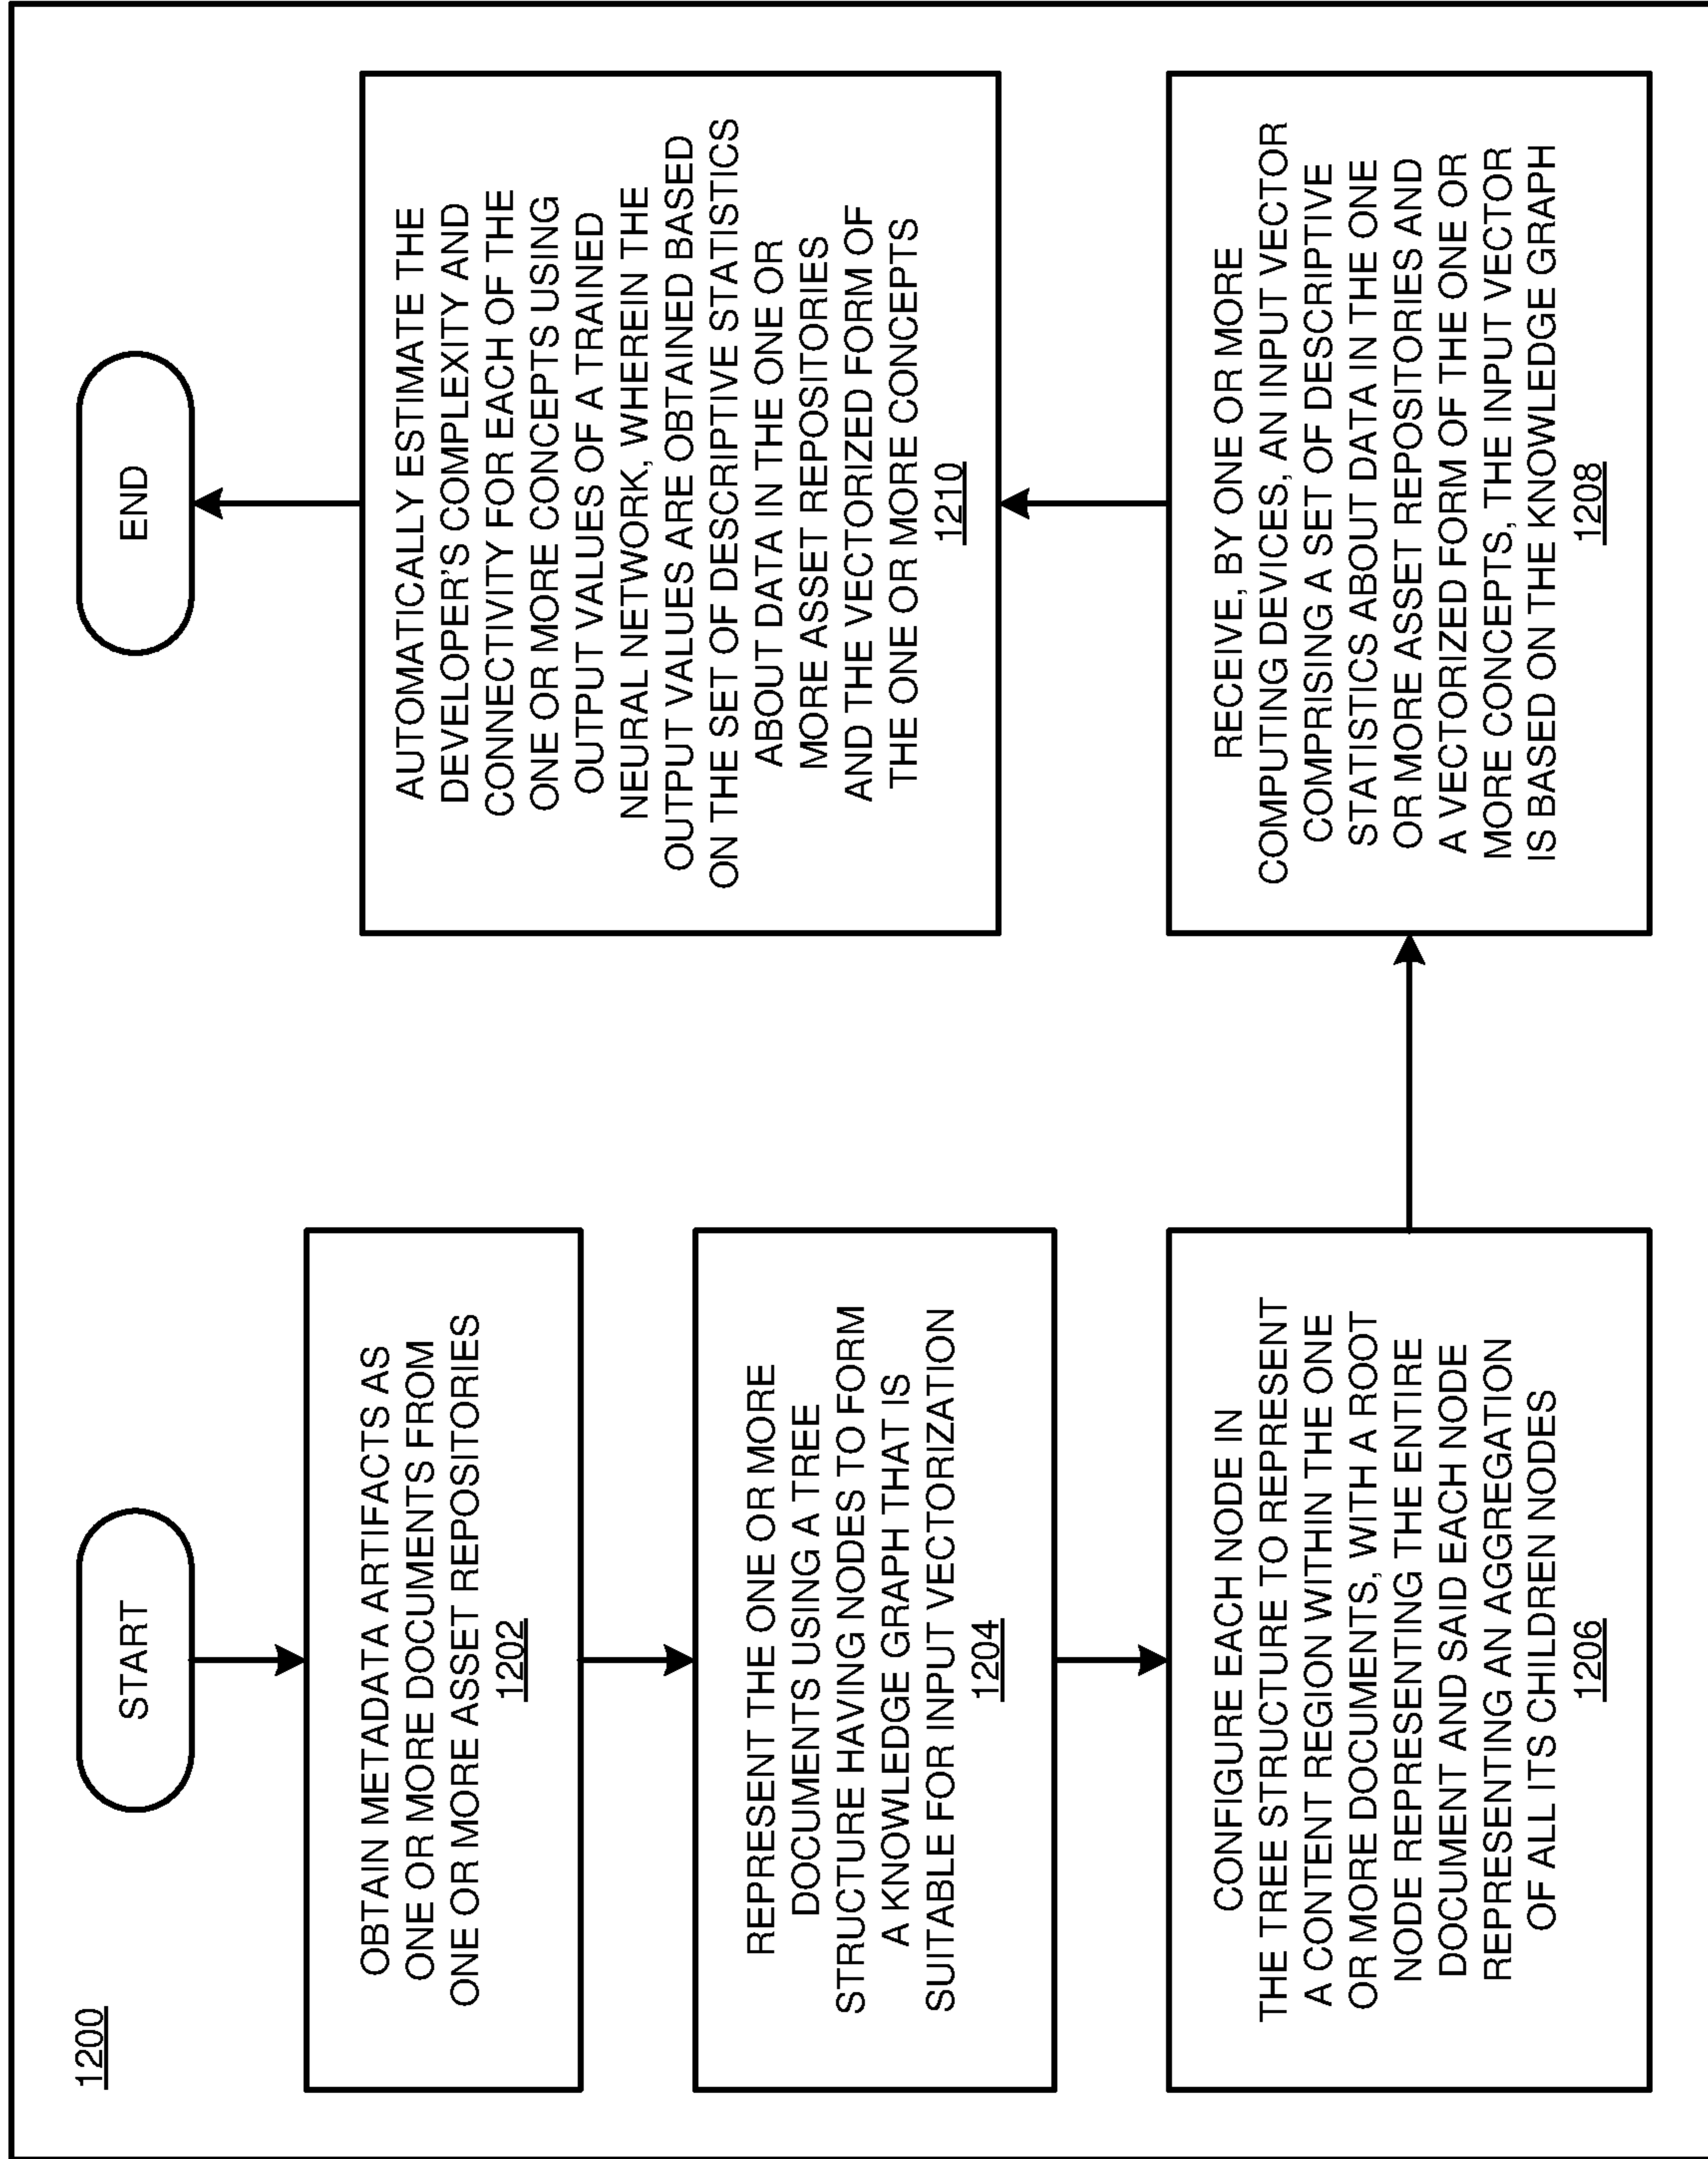 1200
START
OBTAIN METADATA ARTIFACTS AS
ONE OR MORE DOCUMENTS FROM
ONE OR MORE ASSET REPOSITORIES
1202
REPRESENT THE ONE OR MORE
DOCUMENTS USING A TREE
STRUCTURE HAVING NODES TO FORM
A KNOWLEDGE GRAPH THAT IS
SUITABLE FOR INPUT VECTORIZATION
1204
CONFIGURE EACH NODE IN
THE TREE STRUCTURE TO REPRESENT
A CONTENT REGION WITHIN THE ONE
OR MORE DOCUMENTS, WITH A ROOT
NODE REPRESENTING THE ENTIRE
DOCUMENT AND SAID EACH NODE
REPRESENTING AN AGGREGATION
OF ALL ITS CHILDREN NODES
1206
RECEIVE, BY ONE OR MORE
COMPUTING DEVICES, AN INPUT VECTOR
COMPRISING A SET OF DESCRIPTIVE
STATISTICS ABOUT DATA IN THE ONE
OR MORE ASSET REPOSITORIES AND
A VECTORIZED FORM OF THE ONE OR
MORE CONCEPTS, THE INPUT VECTOR
IS BASED ON THE KNOWLEDGE GRAPH
1208
AUTOMATICALLY ESTIMATE THE
DEVELOPER'S COMPLEXITY AND
CONNECTIVITY FOR EACH OF THE
ONE OR MORE CONCEPTS USING
OUTPUT VALUES OF A TRAINED
NEURAL NETWORK, WHEREIN THE
OUTPUT VALUES ARE OBTAINED BASED
ON THE SET OF DESCRIPTIVE STATISTICS
ABOUT DATA IN THE ONE OR
MORE ASSET REPOSITORIES
AND THE VECTORIZED FORM OF
THE ONE OR MORE CONCEPTS
1210
END